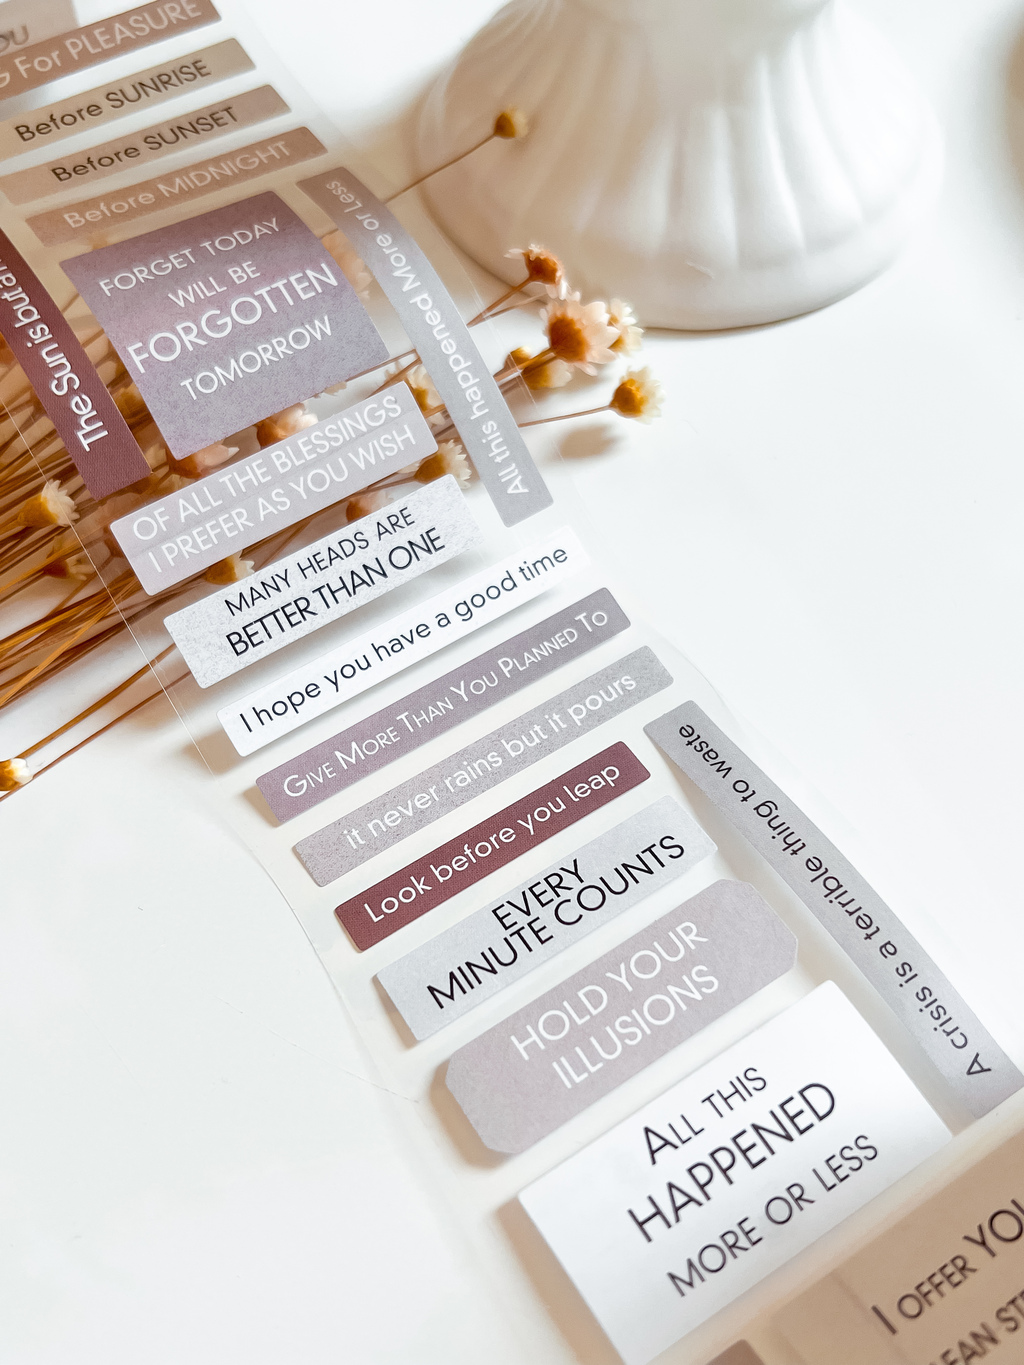 For PLEASURE
Before SUNRISE
Before SUNSET
Before MIDNIGHT
The Sun is but
FORGET TODAY
WILL BE
FORGOTTEN
TOMORROW
All this happened More or Less
OF ALL THE BLESSINGS
I PREFER AS YOU WISH
MANY HEADS ARE
BETTER THAN ONE
I hope you have a good time
GIVE MORE THAN YOU PLANNED TO
it never rains but it pours
Look before you leap
A crisis is a terrible thing to waste
EVERY
MINUTE COUNTS
HOLD YOUR
ILLUSIONS
ALL THIS
HAPPENED
MORE OR LESS
I OFFER YOU